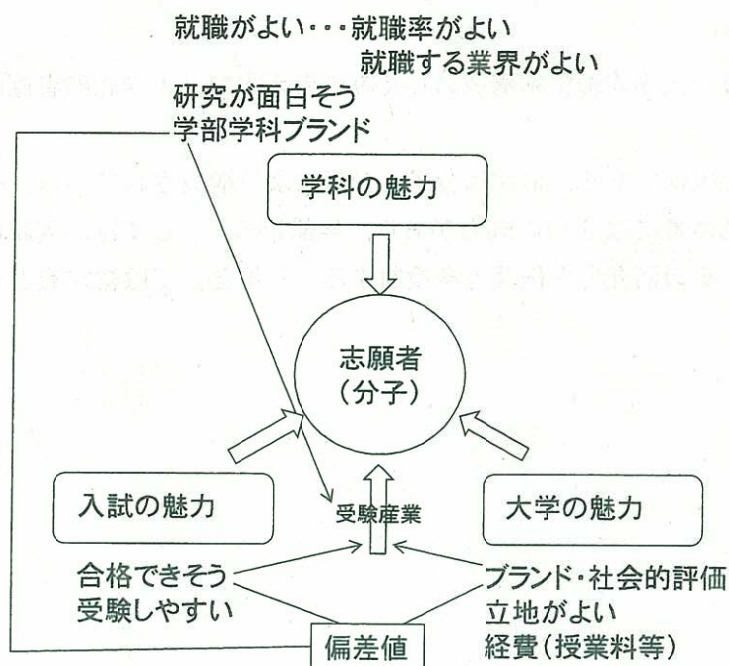 就職がよい・・・就職率がよい
就職する業界がよい
研究が面白そう
学部学科ブランド
学科の魅力
志願者
(分子)
入試の魅力
受験産業
大学の魅力
合格できそう
受験しやすい
ブランド・社会的評価
立地がよい
経費(授業料等)
偏差値